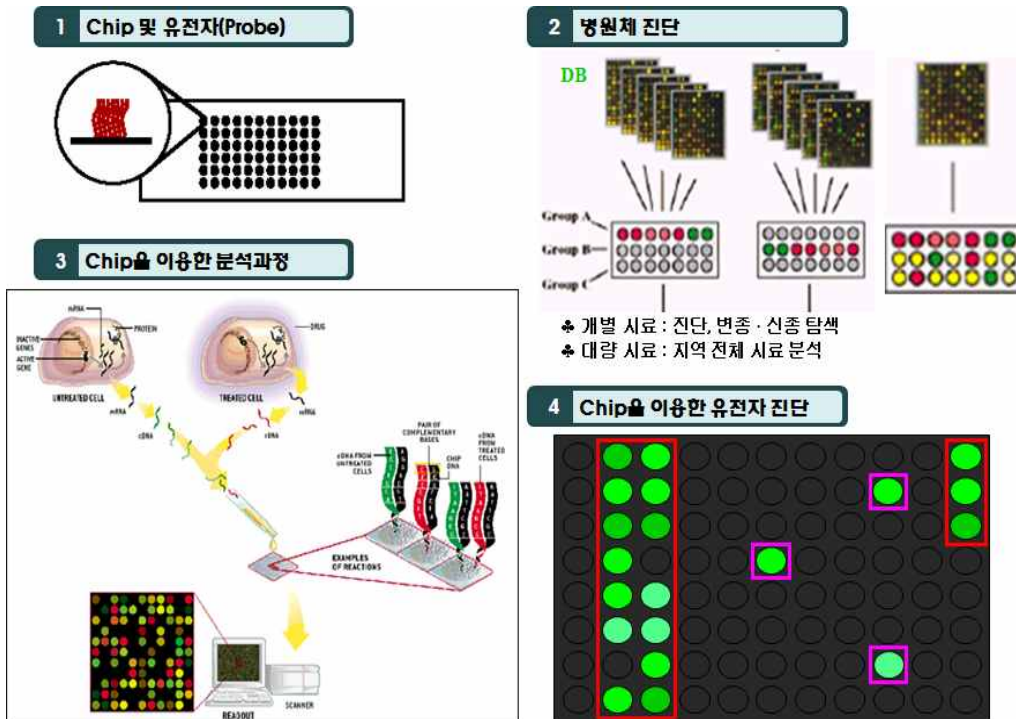 1 Chip 및 유전자(Probe)
2 병원체 진단
DB
Group A
Group B
Group C
♣ 개별 시료 : 진단, 변종 · 신종 탐색
♣ 대량 시료 : 지역 전체 시료 분석
3 Chip을 이용한 분석과정
mRNA
PROTEIN
INACTIVE
GENES
ACTIVE
GENE
UNTREATED CELL
DRUG
TREATED CELL
mRNA
cDNA
mRNA
cDNA
PAIR OF
COMPLEMENTARY
BASES
cDNA FROM
UNTREATED
CELLS
CHIP
DNA
cDNA
FROM
TREATED
CELLS
EXAMPLES
OF REACTIONS
READOUT
SCANNER
4 Chip을 이용한 유전자 진단